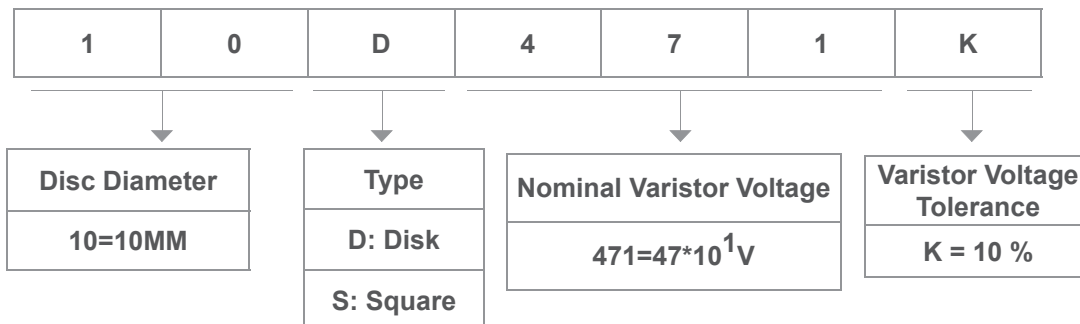 1 0 D 4 7 1 K
Disc Diameter
10=10MM
Type
D: Disk
S: Square
Nominal Varistor Voltage
471=47*10¹V
Varistor Voltage
Tolerance
K = 10 %